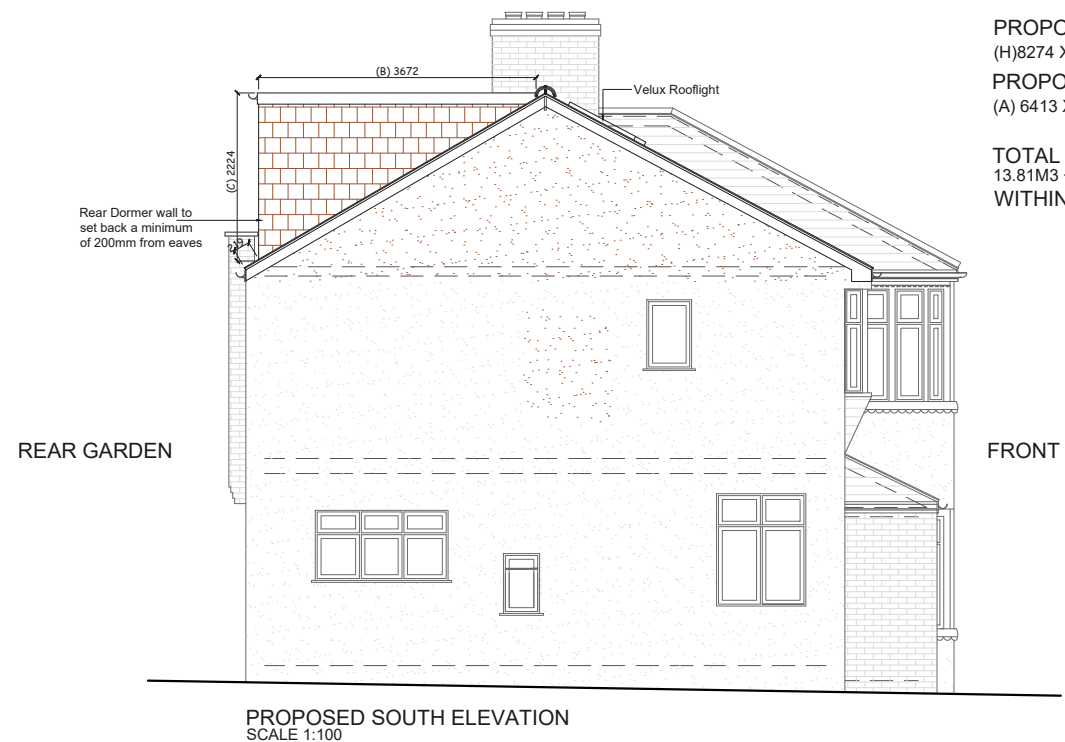 PROPO
(H)8274 X
PROPO
(A) 6413 X
TOTAL
13.81M3
WITHIN
(B) 3672
Velux Rooflight
(C) 2224
Rear Dormer wall to
set back a minimum
of 200mm from eaves
REAR GARDEN
FRONT
PROPOSED SOUTH ELEVATION
SCALE 1:100